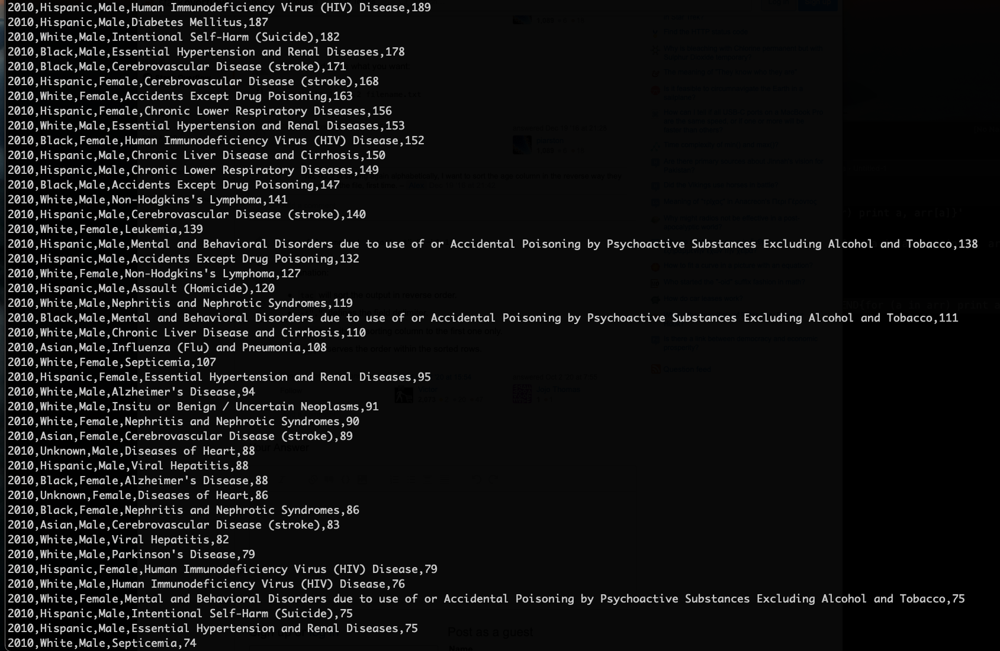 2010,Hispanic,Male,Human Immunodeficiency Virus (HIV) Disease,189
2010,Hispanic,Male,Diabetes Mellitus,187
2010,White,Male,Intentional Self-Harm (Suicide),182
2010,Black,Male,Essential Hypertension and Renal Diseases,178
2010,Black,Male,Cerebrovascular Disease (stroke),171
2010,Hispanic,Female,Cerebrovascular Disease (stroke),168
2010,White,Female,Accidents Except Drug Poisoning,163
2010,Hispanic,Female,Chronic Lower Respiratory Diseases,156
2010,White,Male,Essential Hypertension and Renal Diseases,153
2010,Black,Female,Human Immunodeficiency Virus (HIV) Disease,152
2010,Hispanic,Male,Chronic Liver Disease and Cirrhosis,150
2010,Hispanic,Male,Chronic Lower Respiratory Diseases,149
2010,Black,Male,Accidents Except Drug Poisoning,147
2010,White,Male,Non-Hodgkins's Lymphoma,141
2010,Hispanic,Male,Cerebrovascular Disease (stroke),140
2010,White,Female,Leukemia,139
2010,Hispanic,Male,Mental and Behavioral Disorders due to use of or Accidental Poisoning by Psychoactive Substances Excluding Alcohol and Tobacco,138
2010,Hispanic,Male,Accidents Except Drug Poisoning,132
2010,White,Female,Non-Hodgkins's Lymphoma,127
2010,Hispanic,Male,Assault (Homicide),120
2010,White,Male,Nephritis and Nephrotic Syndromes,119
2010,Black,Male,Mental and Behavioral Disorders due to use of or Accidental Poisoning by Psychoactive Substances Excluding Alcohol and Tobacco,111
2010,White,Male,Chronic Liver Disease and Cirrhosis,110
2010,Asian,Male,Influenza (Flu) and Pneumonia,108
2010,White,Female,Septicemia,107
2010,Hispanic,Female,Essential Hypertension and Renal Diseases,95
2010,White,Male,Alzheimer's Disease,94
2010,White,Male,Insitu or Benign / Uncertain Neoplasms,91
2010,White,Female,Nephritis and Nephrotic Syndromes,90
2010,Asian,Female,Cerebrovascular Disease (stroke),89
2010,Unknown,Male,Diseases of Heart,88
2010,Hispanic,Male,Viral Hepatitis,88
2010,Black,Female,Alzheimer's Disease,88
2010,Unknown,Female,Diseases of Heart,86
2010,Black,Female,Nephritis and Nephrotic Syndromes,86
2010,Asian,Male,Cerebrovascular Disease (stroke),83
2010,White,Male,Viral Hepatitis,82
2010,White,Male,Parkinson's Disease,79
2010,Hispanic,Female,Human Immunodeficiency Virus (HIV) Disease,79
2010,White,Male,Human Immunodeficiency Virus (HIV) Disease,76
2010,White,Female,Mental and Behavioral Disorders due to use of or Accidental Poisoning by Psychoactive Substances Excluding Alcohol and Tobacco,75
2010,Hispanic,Male,Intentional Self-Harm (Suicide),75
2010,Hispanic,Male,Essential Hypertension and Renal Diseases,75
2010,White,Male,Septicemia,74